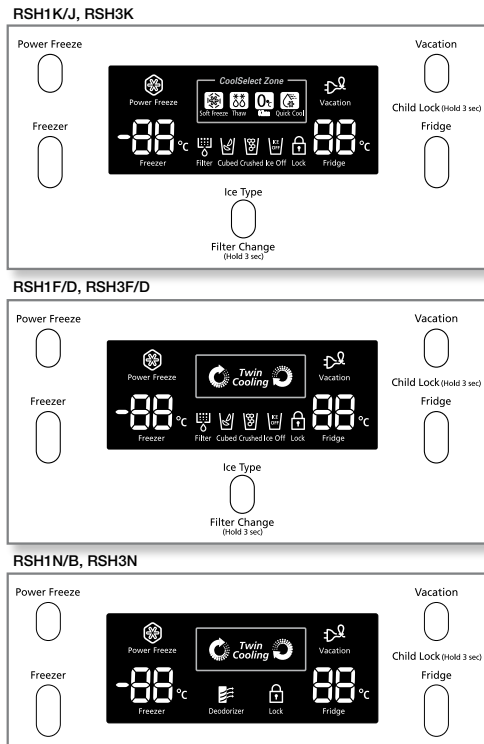 RSH1K/J, RSH3K
Power Freeze
Vacation
CoolSelect Zone
Power Freeze
Soft Freeze Thaw 0℃ Quick Cool
Vacation
Child Lock (Hold 3 sec)
Freezer
Fridge
-88℃
ICE OFF
88℃
Freezer Filter Cubed Crushed Ice Off Lock Fridge
Ice Type
Filter Change
(Hold 3 sec)
RSH1F/D, RSH3F/D
Power Freeze
Vacation
Twin
Cooling
Power Freeze
Vacation
Child Lock (Hold 3 sec)
Freezer
Fridge
-88℃
ICE OFF
88℃
Freezer Filter Cubed Crushed Ice Off Lock Fridge
Ice Type
Filter Change
(Hold 3 sec)
RSH1N/B, RSH3N
Power Freeze
Vacation
Twin
Cooling
Power Freeze
Vacation
Child Lock (Hold 3 sec)
Freezer
Fridge
-88℃
88℃
Freezer Deodorizer Lock Fridge